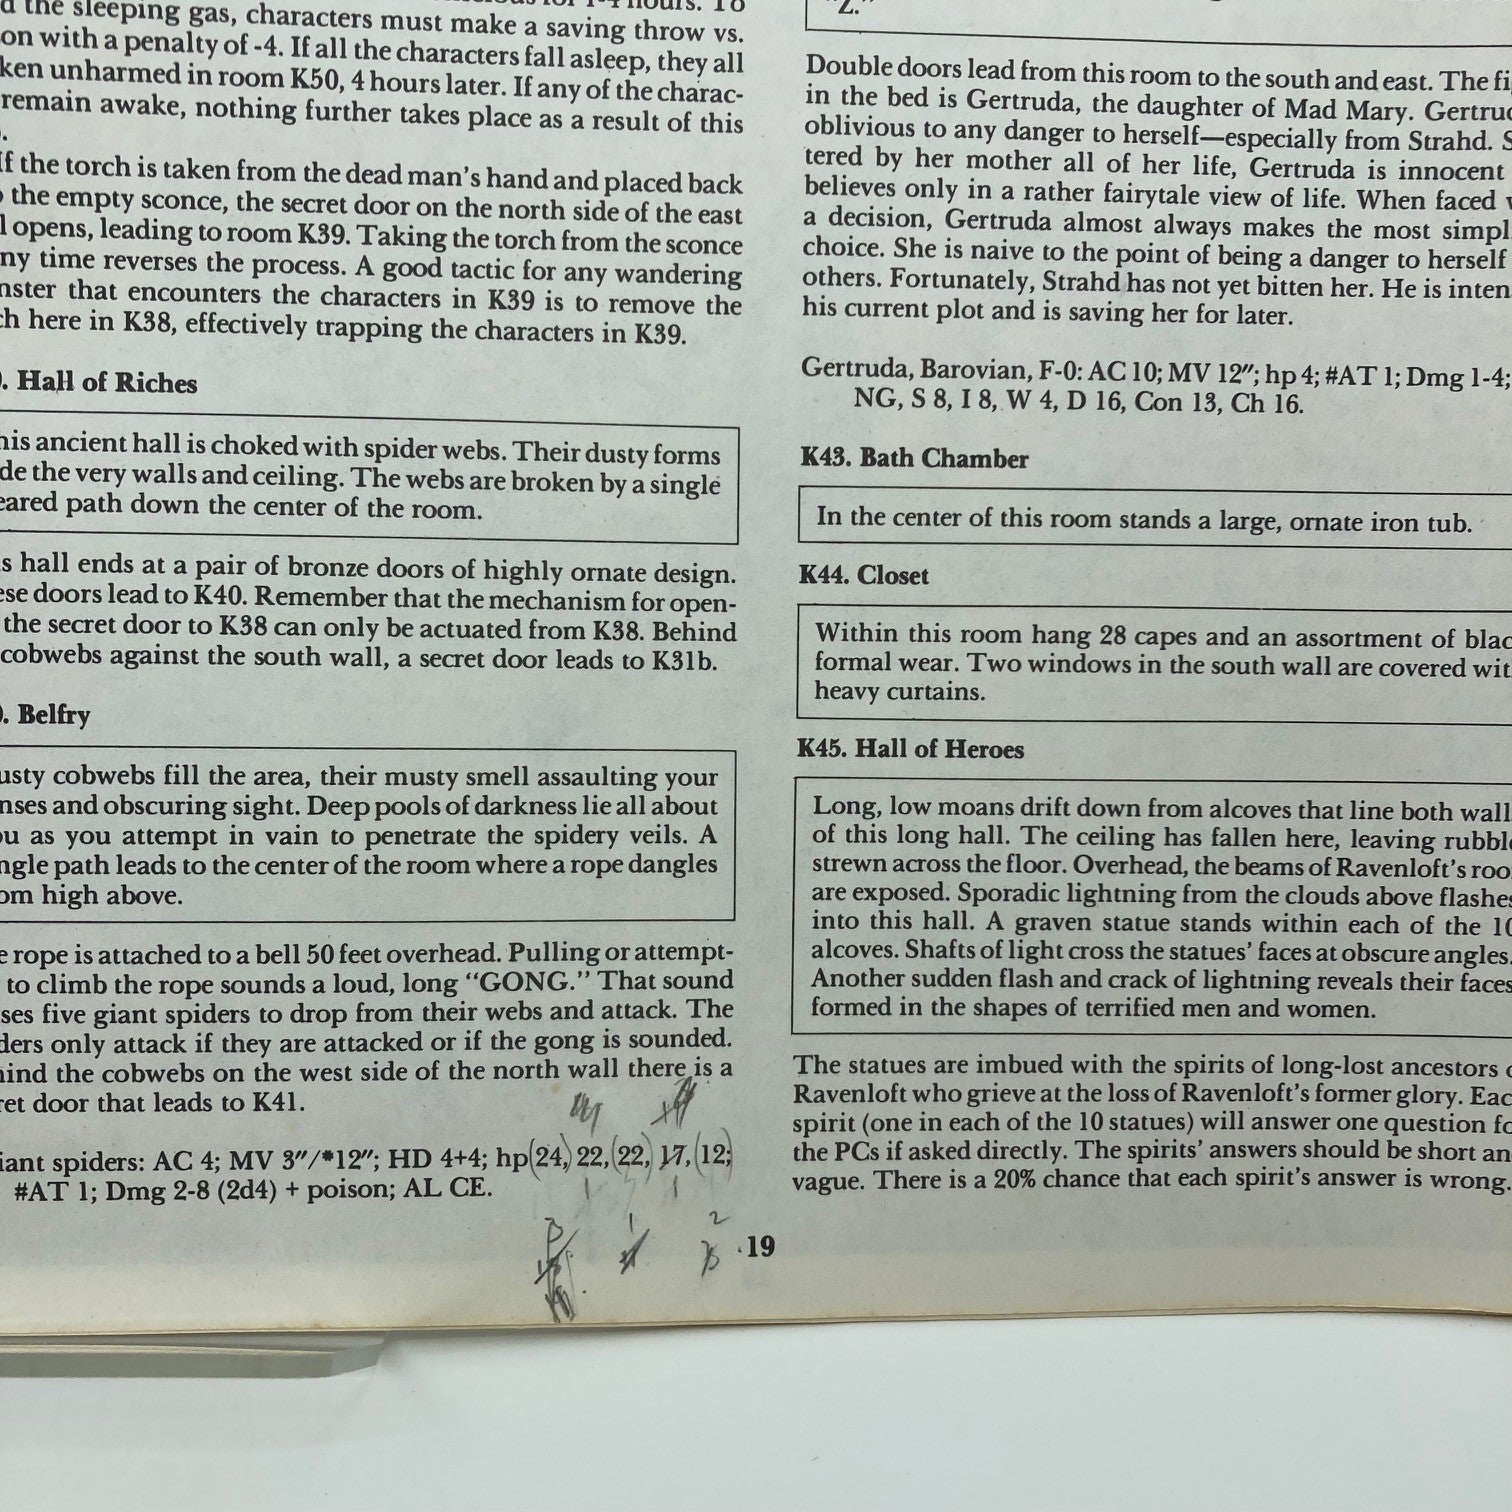 the sleeping gas, characters must make a saving throw vs.
on with a penalty of -4. If all the characters fall asleep, they all
ken unharmed in room K50, 4 hours later. If any of the charac-
remain awake, nothing further takes place as a result of this
If the torch is taken from the dead man's hand and placed back
the empty sconce, the secret door on the north side of the east
l opens, leading to room K39. Taking the torch from the sconce
ny time reverses the process. A good tactic for any wandering
nster that encounters the characters in K39 is to remove the
ch here in K38, effectively trapping the characters in K39.
. Hall of Riches
his ancient hall is choked with spider webs. Their dusty forms
de the very walls and ceiling. The webs are broken by a single
eared path down the center of the room.
s hall ends at a pair of bronze doors of highly ornate design.
ese doors lead to K40. Remember that the mechanism for open-
the secret door to K38 can only be actuated from K38. Behind
cobwebs against the south wall, a secret door leads to K31b.
. Belfry
usty cobwebs fill the area, their musty smell assaulting your
nses and obscuring sight. Deep pools of darkness lie all about
ou as you attempt in vain to penetrate the spidery veils. A
ngle path leads to the center of the room where a rope dangles
om high above.
e rope is attached to a bell 50 feet overhead. Pulling or attempt-
to climb the rope sounds a loud, long "GONG." That sound
ses five giant spiders to drop from their webs and attack. The
ders only attack if they are attacked or if the gong is sounded.
hind the cobwebs on the west side of the north wall there is a
ret door that leads to K41.
iant spiders: AC 4; MV 3"/*12"; HD 4+4; hp 24, 22, 22, 17, 12;
#AT 1; Dmg 2-8 (2d4) + poison; AL CE.
1 1
1 2
19
"Z."
Double doors lead from this room to the south and east. The fi
in the bed is Gertruda, the daughter of Mad Mary. Gertrud
oblivious to any danger to herself—especially from Strahd. S
tered by her mother all of her life, Gertruda is innocent
believes only in a rather fairytale view of life. When faced
a decision, Gertruda almost always makes the most simpl
choice. She is naive to the point of being a danger to herself
others. Fortunately, Strahd has not yet bitten her. He is inten
his current plot and is saving her for later.
Gertruda, Barovian, F-0: AC 10; MV 12"; hp 4; #AT 1; Dmg 1-4;
NG, S 8, I 8, W 4, D 16, Con 13, Ch 16.
K43. Bath Chamber
In the center of this room stands a large, ornate iron tub.
K44. Closet
Within this room hang 28 capes and an assortment of blac
formal wear. Two windows in the south wall are covered wit
heavy curtains.
K45. Hall of Heroes
Long, low moans drift down from alcoves that line both wall
of this long hall. The ceiling has fallen here, leaving rubble
strewn across the floor. Overhead, the beams of Ravenloft's roo
are exposed. Sporadic lightning from the clouds above flashes
into this hall. A graven statue stands within each of the 10
alcoves. Shafts of light cross the statues' faces at obscure angles.
Another sudden flash and crack of lightning reveals their faces
formed in the shapes of terrified men and women.
The statues are imbued with the spirits of long-lost ancestors o
Ravenloft who grieve at the loss of Ravenloft's former glory. Eac
spirit (one in each of the 10 statues) will answer one question fo
the PCs if asked directly. The spirits' answers should be short an
vague. There is a 20% chance that each spirit's answer is wrong.